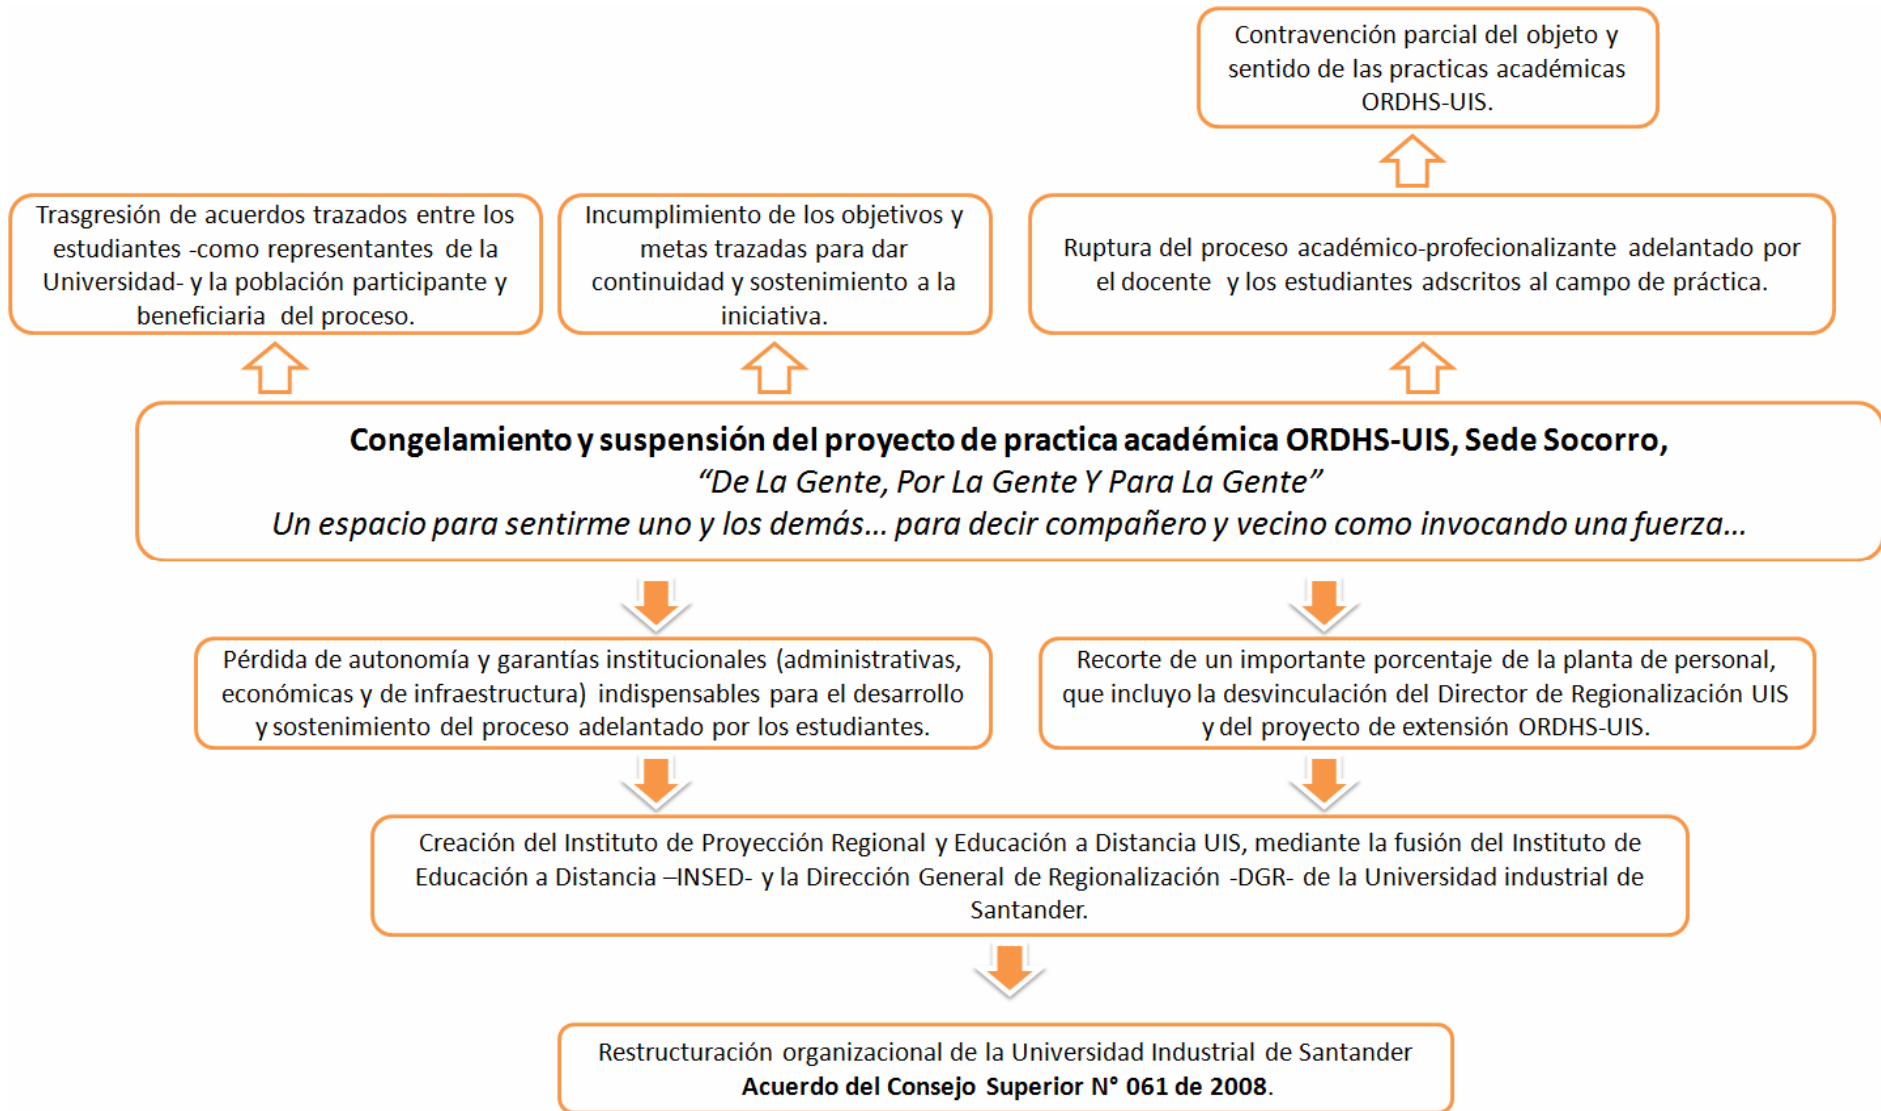 Contravención parcial del objeto y
sentido de las practicas académicas
ORDHS-UIS.
Trasgresión de acuerdos trazados entre los
estudiantes -como representantes de la
Universidad- y la población participante y
beneficiaria del proceso.
Incumplimiento de los objetivos y
metas trazadas para dar
continuidad y sostenimiento a la
iniciativa.
Ruptura del proceso académico-profecionalizante adelantado por
el docente y los estudiantes adscritos al campo de práctica.
Congelamiento y suspensión del proyecto de practica académica ORDHS-UIS, Sede Socorro,
“De La Gente, Por La Gente Y Para La Gente”
Un espacio para sentirme uno y los demás... para decir compañero y vecino como invocando una fuerza...
Pérdida de autonomía y garantías institucionales (administrativas,
económicas y de infraestructura) indispensables para el desarrollo
y sostenimiento del proceso adelantado por los estudiantes.
Recorte de un importante porcentaje de la planta de personal,
que incluyo la desvinculación del Director de Regionalización UIS
y del proyecto de extensión ORDHS-UIS.
Creación del Instituto de Proyección Regional y Educación a Distancia UIS, mediante la fusión del Instituto de
Educación a Distancia –INSED- y la Dirección General de Regionalización -DGR- de la Universidad industrial de
Santander.
Restructuración organizacional de la Universidad Industrial de Santander
Acuerdo del Consejo Superior N° 061 de 2008.